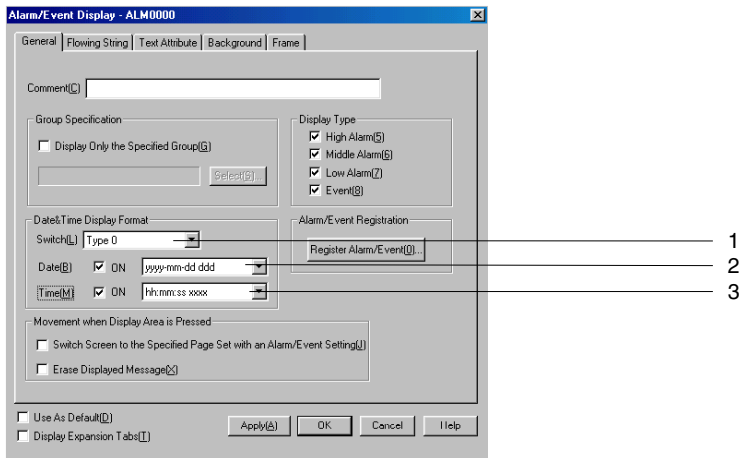 Alarm/Event Display - ALM0000
General Flowing String Text Attribute Background Frame
Comment(C)
Group Specification
Display Only the Specified Group(G)
Select(S)...
Display Type
High Alarm(5)
Middle Alarm(6)
Low Alarm(7)
Event(8)
Date&Time Display Format
Switch(L) Type 0
Date(B) ON yyyy-mm-dd ddd
Time(M) ON hh:mm:ss xxxx
Alarm/Event Registration
Register Alarm/Event(0)...
1
2
3
Movement when Display Area is Pressed
Switch Screen to the Specified Page Set with an Alarm/Event Setting(J)
Erase Displayed Message(X)
Use As Default(D)
Display Expansion Tabs(T)
Apply(A) OK Cancel Help